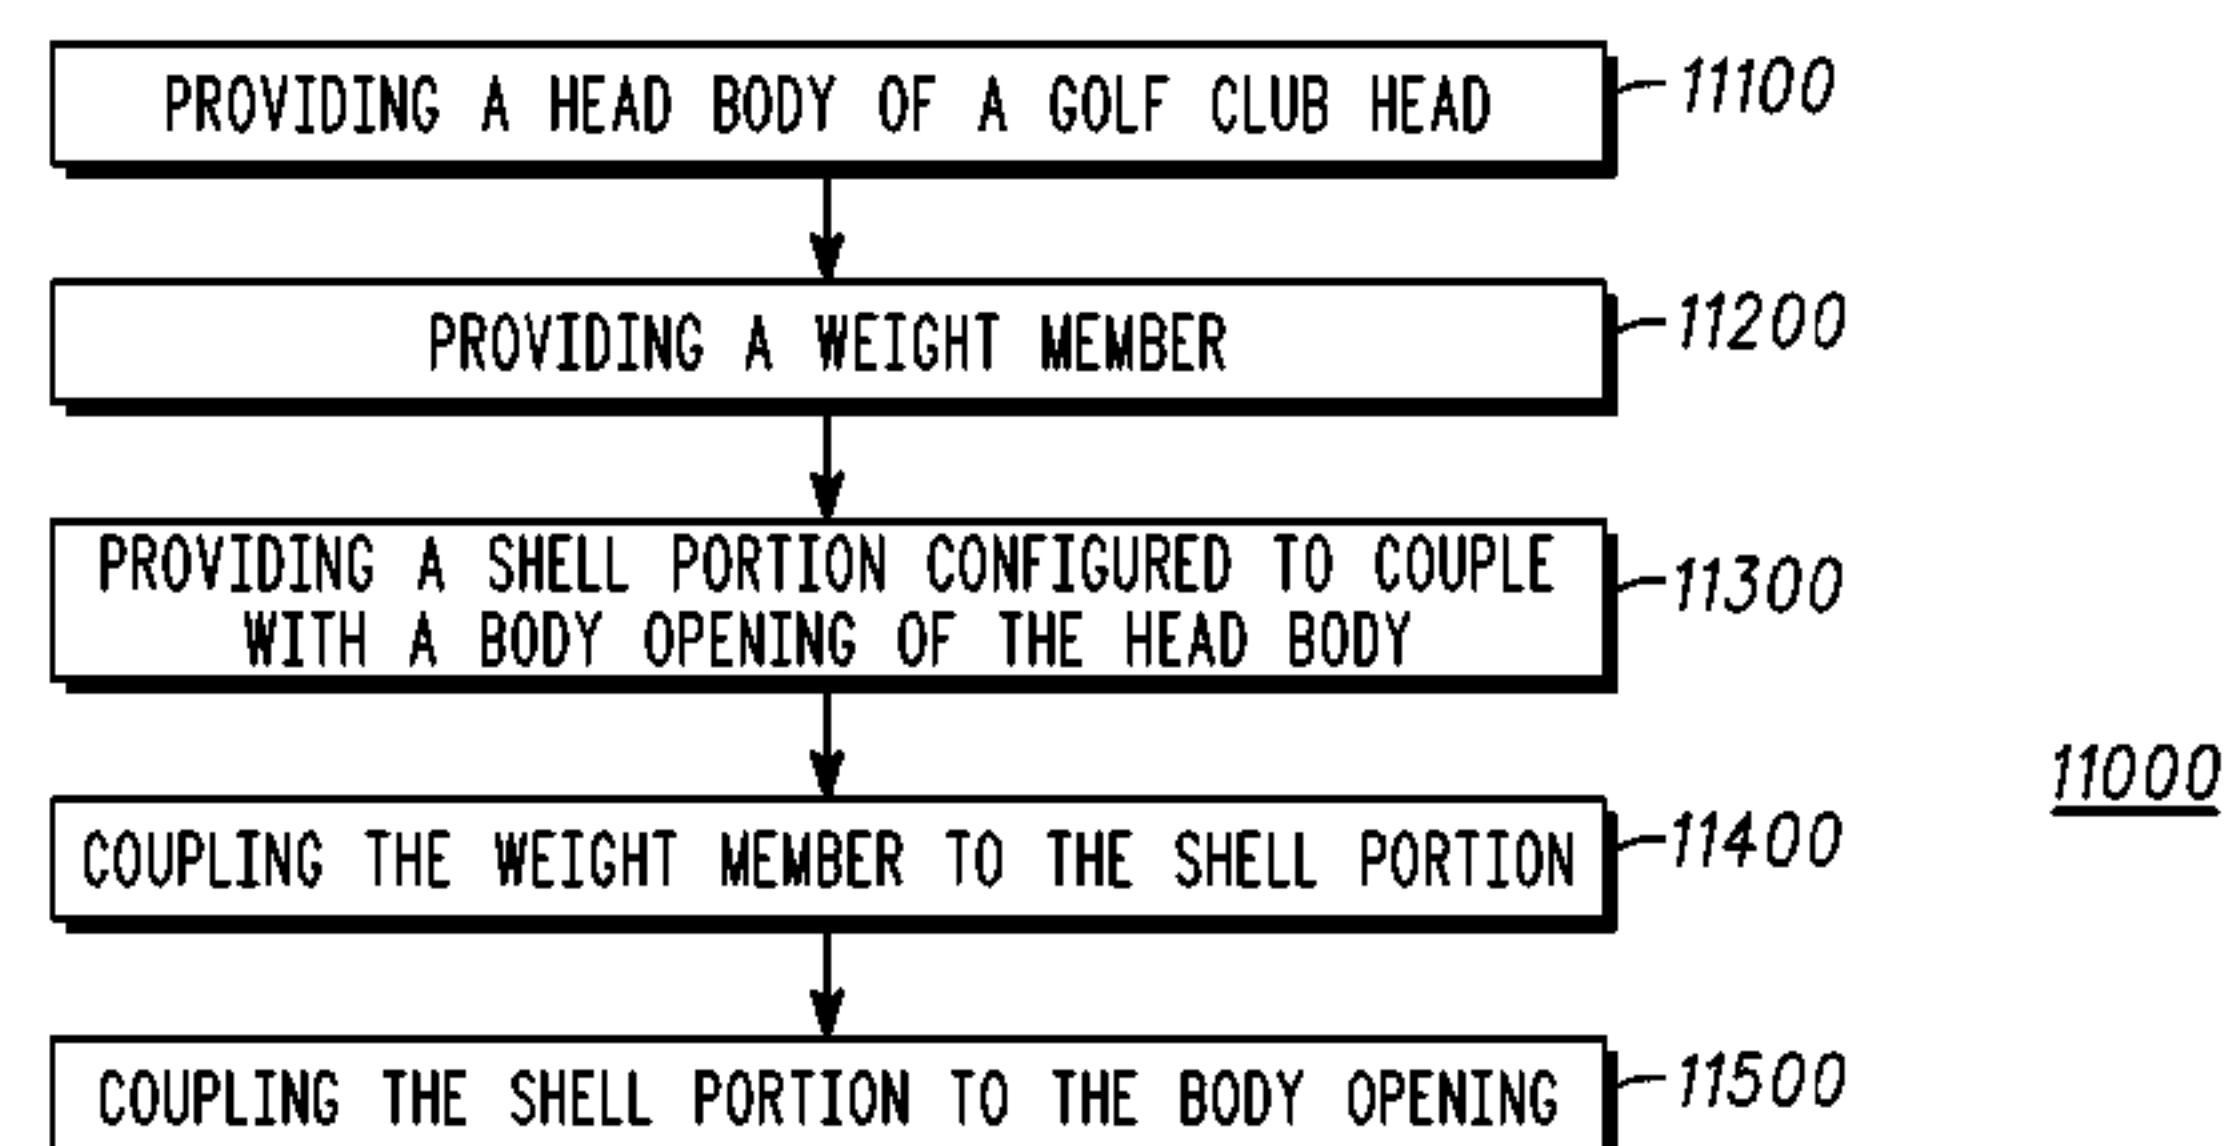 PROVIDING A HEAD BODY OF A GOLF CLUB HEAD 11100
PROVIDING A WEIGHT MEMBER 11200
PROVIDING A SHELL PORTION CONFIGURED TO COUPLE
WITH A BODY OPENING OF THE HEAD BODY
11300
11000
COUPLING THE WEIGHT MEMBER TO THE SHELL PORTION 11400
COUPLING THE SHELL PORTION TO THE BODY OPENING 11500